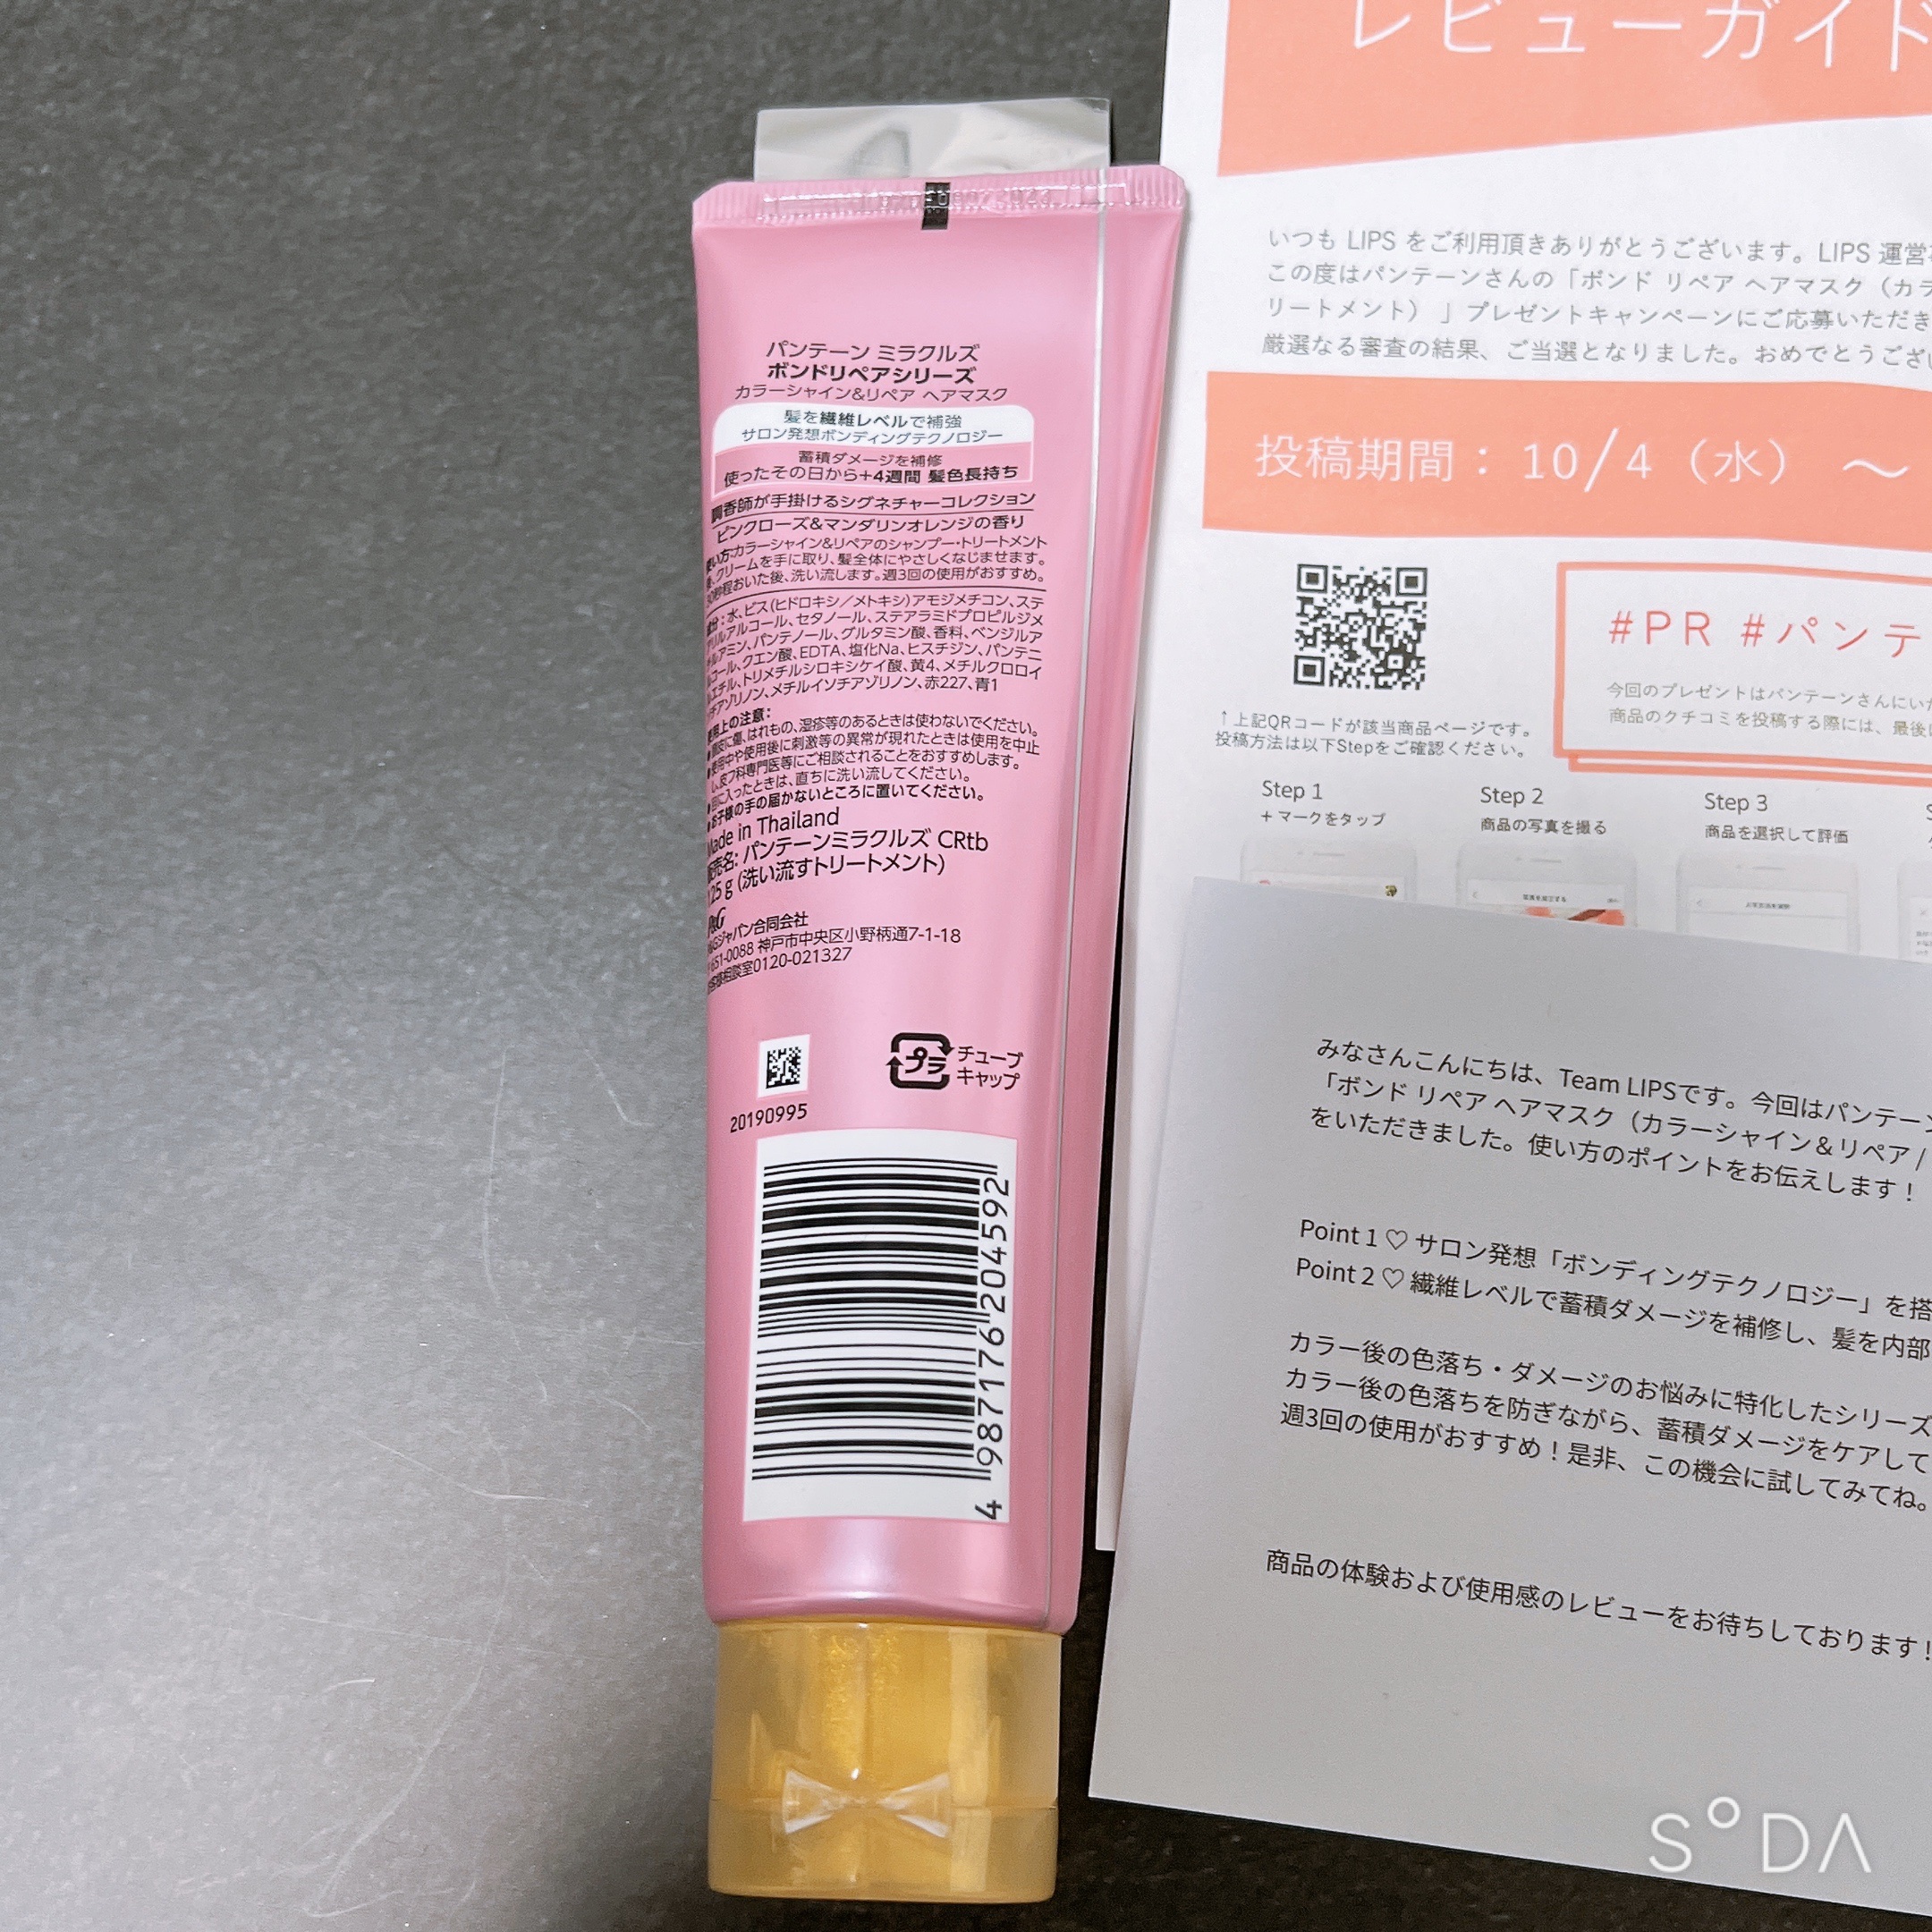 パンテーン ミラクルズ
ボンドリペアシリーズ
カラーシャイン&リペア ヘアマスク
髪を繊維レベルで補強
サロン発想ボンディングテクノロジー
蓄積ダメージを補修
使ったその日から+4週間 髪色長持ち
調香師が手掛けるシグネチャーコレクション
ピンクローズ&マンダリンオレンジの香り
使い方:カラーシャイン&リペアのシャンプー・トリートメント
後、クリームを手に取り、髪全体にやさしくなじませます。
30秒程おいた後、洗い流します。週3回の使用がおすすめ。
成分:水、ビス(ヒドロキシ/メトキシ)アモジメチコン、ステ
アリルアルコール、セタノール、ステアラミドプロピルジメ
チルアミン、パンテノール、グルタミン酸、香料、ベンジルア
ルコール、クエン酸、EDTA、塩化Na、ヒスチジン、パンテニ
ルエチル、トリメチルシロキシケイ酸、黄4、メチルクロロイ
ソチアゾリノン、メチルイソチアゾリノン、赤227、青1
使用上の注意:
頭皮に傷、はれもの、湿疹等のあるときは使わないでください。
使用中や使用後に刺激等の異常が現れたときは使用を中止
し、皮フ科専門医等にご相談されることをおすすめします。
目に入ったときは、直ちに洗い流してください。
●お子様の手の届かないところに置いてください。
Made in Thailand
販売名: パンテーンミラクルズ CRtb
125 g (洗い流すトリートメント)
P&G
P&Gジャパン合同会社
651-0088 神戸市中央区小野柄通7-1-18
お客様相談室0120-021327
プラ
チューブ
キャップ
20190995
4 987176 204592
レビューガイド
いつも LIPS をご利用頂きありがとうございます。LIPS 運営
この度はパンテーンさんの「ボンド リペア ヘアマスク(カラ
リートメント) 」プレゼントキャンペーンにご応募いただき
厳選なる審査の結果、ご当選となりました。おめでとうござい
投稿期間: 10/4(水) ～
#PR #パンテ
今回のプレゼントはパンテーンさんにいた
商品のクチコミを投稿する際には、最後に
↑上記QRコードが該当商品ページです。
投稿方法は以下Stepをご確認ください。
Step 1
+ マークをタップ
Step 2
商品の写真を撮る
Step 3
商品を選択して評価
みなさんこんにちは、Team LIPSです。今回はパンテーン
「ボンド リペア ヘアマスク(カラーシャイン&リペア /
をいただきました。使い方のポイントをお伝えします!
Point 1 ♡ サロン発想「ボンディングテクノロジー」を搭
Point 2 ♡ 繊維レベルで蓄積ダメージを補修し、髪を内部
カラー後の色落ち・ダメージのお悩みに特化したシリーズ
カラー後の色落ちを防ぎながら、蓄積ダメージをケアして
週3回の使用がおすすめ!是非、この機会に試してみてね。
商品の体験および使用感のレビューをお待ちしております!
SODA